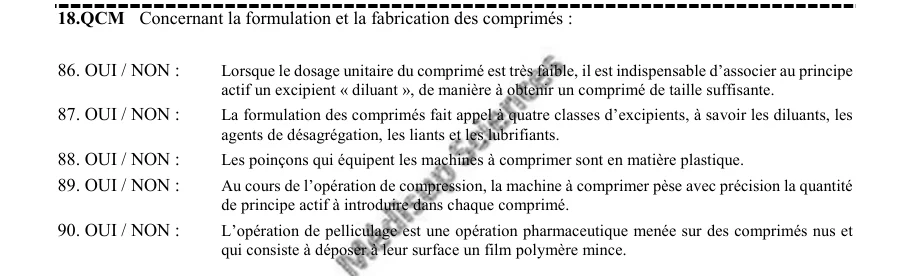 18.QCM Concernant la formulation et la fabrication des comprimés :
86. OUI / NON : Lorsque le dosage unitaire du comprimé est très faible, il est indispensable d’associer au principe
actif un excipient « diluant », de manière à obtenir un comprimé de taille suffisante.
87. OUI / NON : La formulation des comprimés fait appel à quatre classes d’excipients, à savoir les diluants, les
agents de désagrégation, les liants et les lubrifiants.
88. OUI / NON : Les poinçons qui équipent les machines à comprimer sont en matière plastique.
89. OUI / NON : Au cours de l’opération de compression, la machine à comprimer pèse avec précision la quantité
de principe actif à introduire dans chaque comprimé.
90. OUI / NON : L’opération de pelliculage est une opération pharmaceutique menée sur des comprimés nus et
qui consiste à déposer à leur surface un film polymère mince.
Médisup Sciences